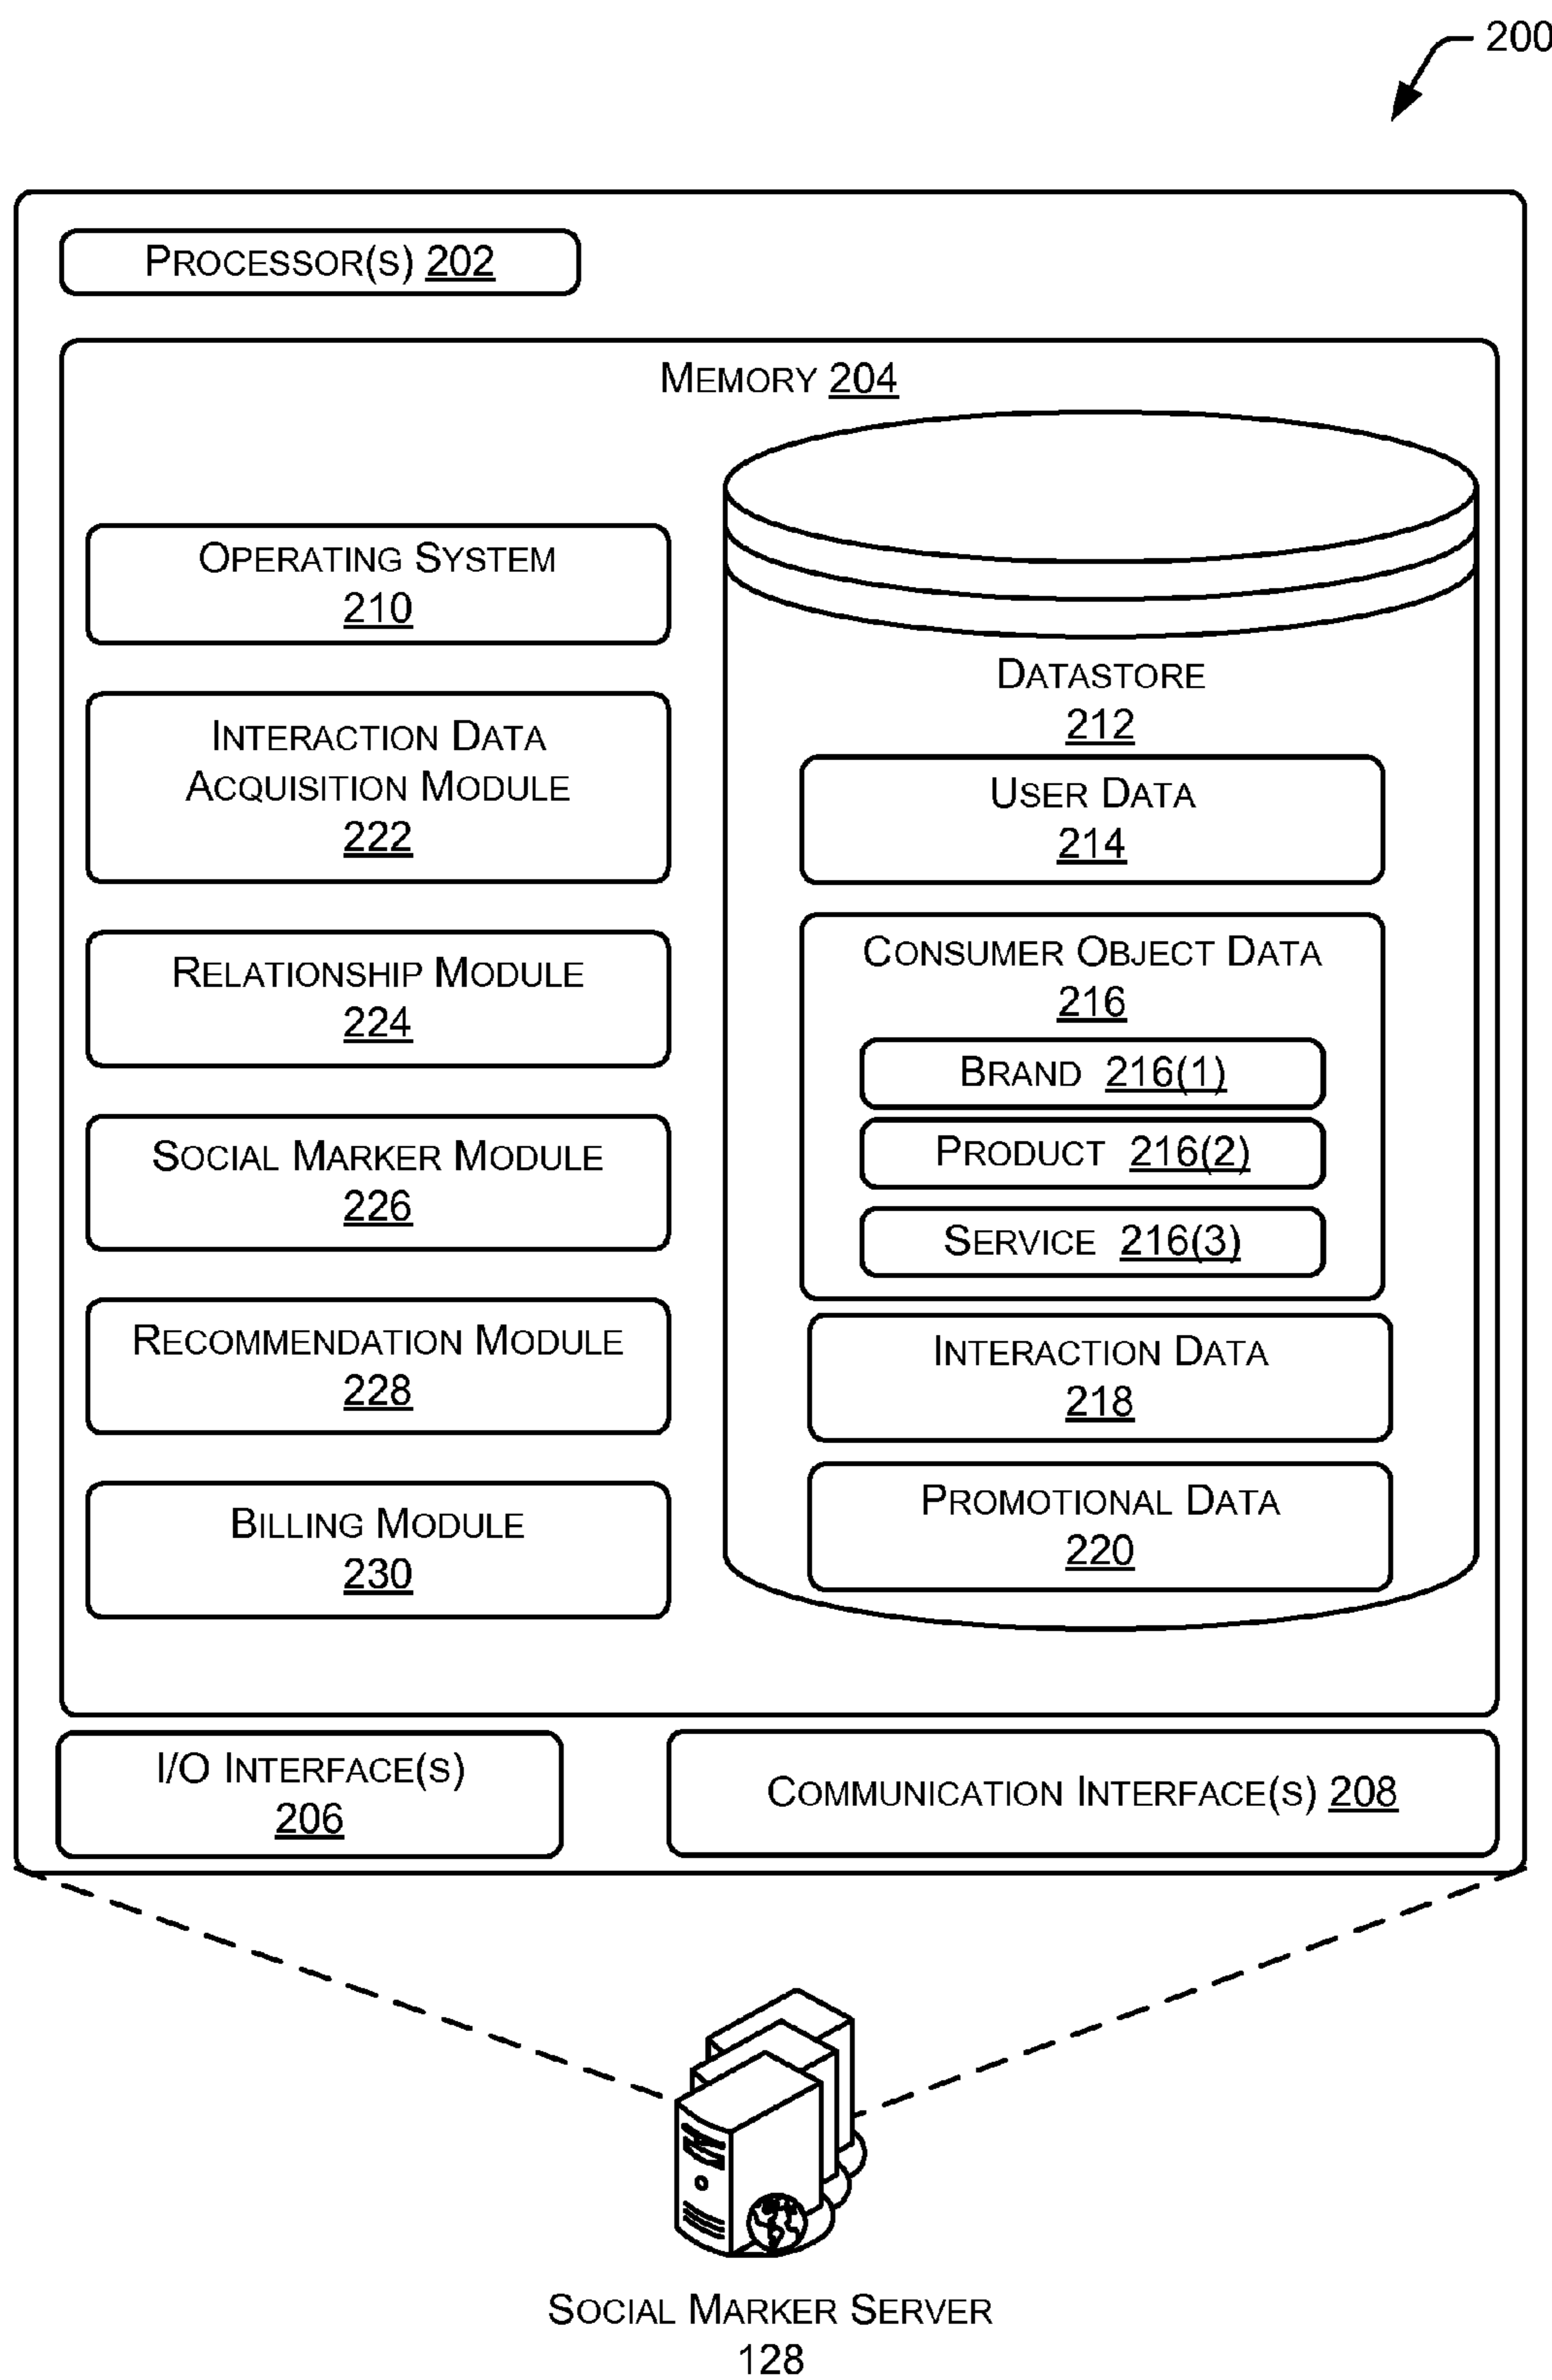 200
PROCESSOR(S) 202
MEMORY 204
OPERATING SYSTEM
210
INTERACTION DATA
ACQUISITION MODULE
222
RELATIONSHIP MODULE
224
SOCIAL MARKER MODULE
226
RECOMMENDATION MODULE
228
BILLING MODULE
230
DATASTORE
212
USER DATA
214
CONSUMER OBJECT DATA
216
BRAND 216(1)
PRODUCT 216(2)
SERVICE 216(3)
INTERACTION DATA
218
PROMOTIONAL DATA
220
I/O INTERFACE(S)
206
COMMUNICATION INTERFACE(S) 208
SOCIAL MARKER SERVER
128